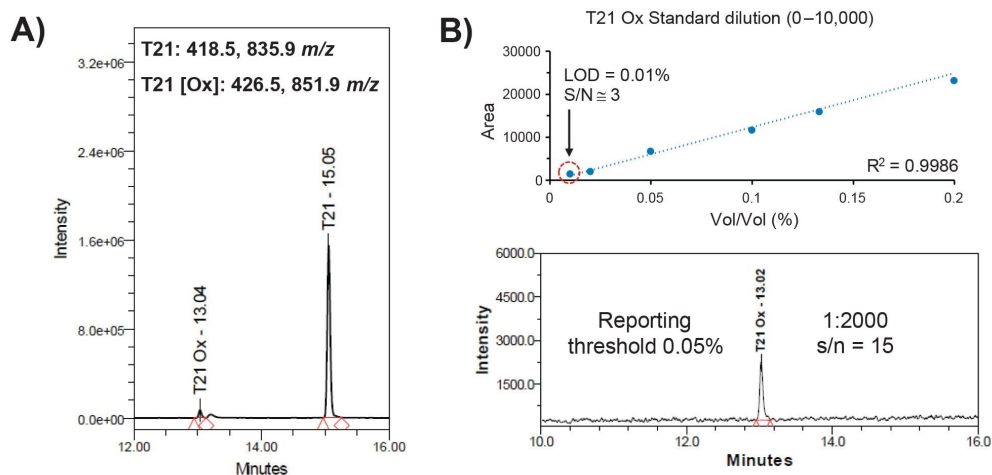 A)
T21: 418.5, 835.9 m/z
T21 [Ox]: 426.5, 851.9 m/z
3.2e+06
2.4e+06
1.6e+06
8.0e+05
0.0e+00
Intensity
T21 Ox - 13.04
T21 - 15.05
12.00
14.00
16.00
Minutes
B)
T21 Ox Standard dilution (0–10,000)
30000
20000
10000
0
Area
LOD = 0.01%
S/N ≅ 3
R² = 0.9986
0
0.05
0.1
0.15
0.2
Vol/Vol (%)
6000.0
4500.0
3000.0
1500.0
Intensity
Reporting
threshold 0.05%
T21 Ox - 13.02
1:2000
s/n = 15
10.0
12.0
14.0
16.0
Minutes